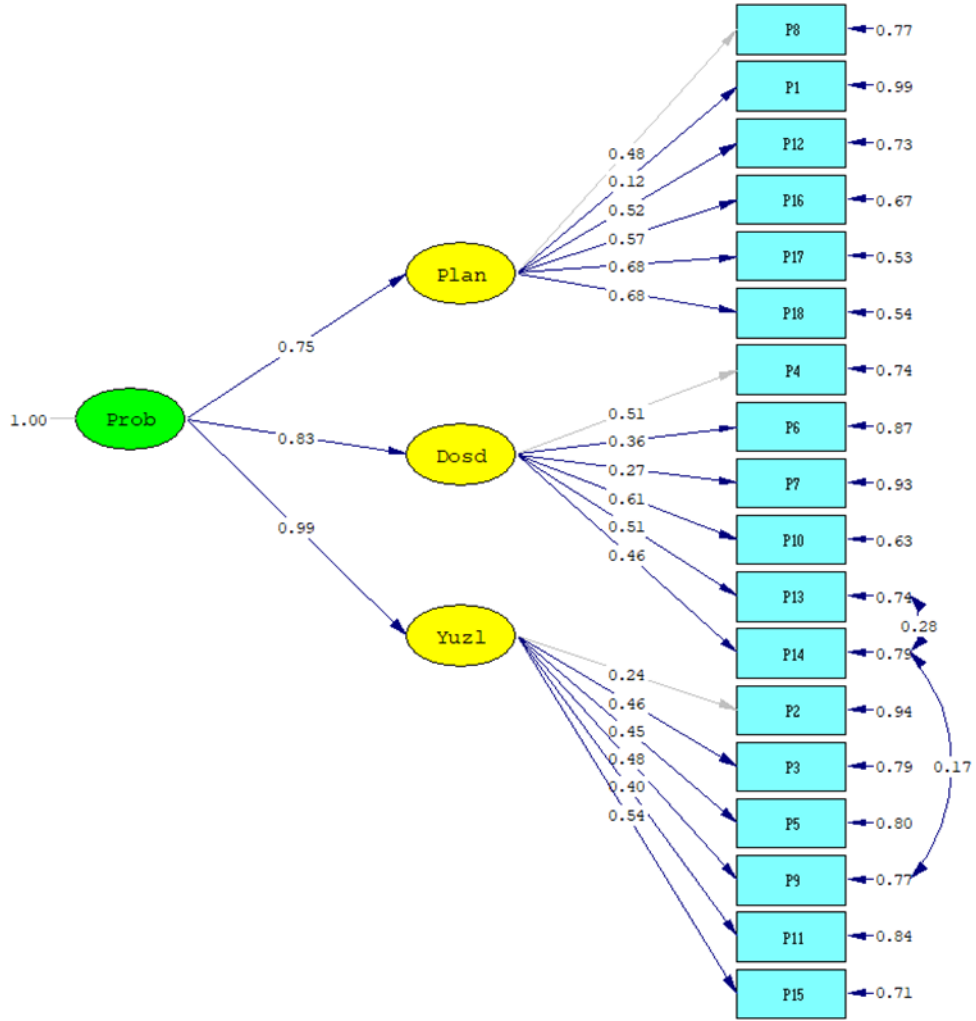 P8
0.77
P1
0.99
P12
0.73
0.48
0.12
P16
0.67
0.52
0.57
P17
0.53
Plan
0.68
0.68
P18
0.54
0.75
P4
0.74
1.00
Prob
0.51
P6
0.87
0.83
0.36
Dosd
0.27
P7
0.93
0.61
0.51
P10
0.63
0.99
0.46
P13
0.74
0.28
Yuzl
P14
0.79
0.24
0.46
P2
0.94
0.45
0.48
P3
0.79
0.17
0.40
0.54
P5
0.80
P9
0.77
P11
0.84
P15
0.71